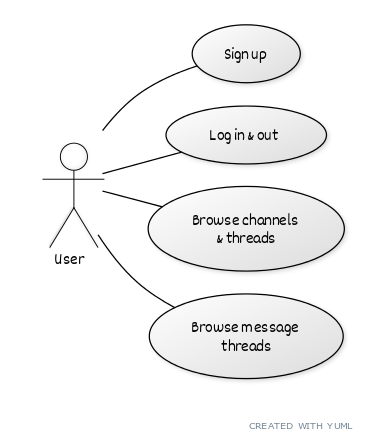 Sign up
Log in & out
Browse channels
& threads
User
Browse message
threads
CREATED WITH YUML